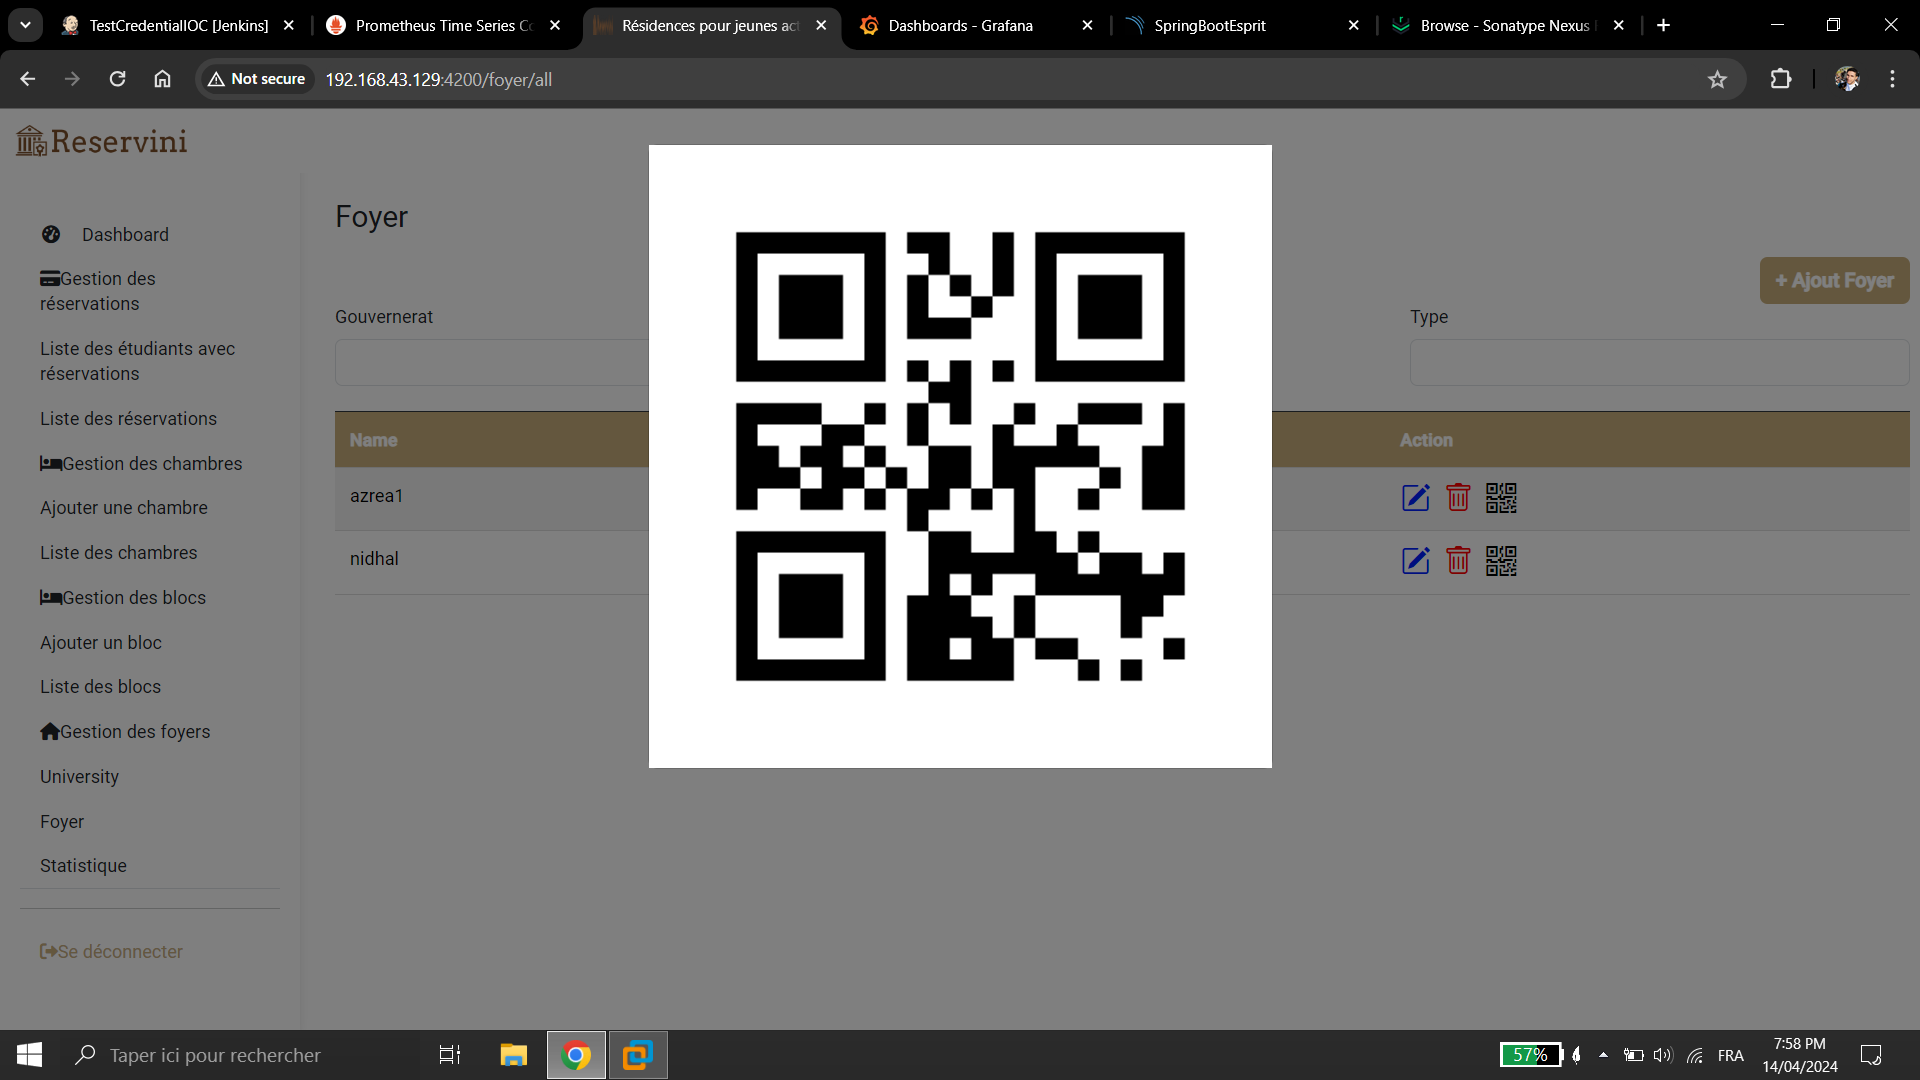 TestCredentialIOC [Jenkins]
Prometheus Time Series Co
Résidences pour jeunes act
Dashboards - Grafana
SpringBootEsprit
Browse - Sonatype Nexus
Not secure
192.168.43.129:4200/foyer/all
Reservini
Dashboard
Gestion des
réservations
Liste des étudiants avec
réservations
Liste des réservations
Gestion des chambres
Ajouter une chambre
Liste des chambres
Gestion des blocs
Ajouter un bloc
Liste des blocs
Gestion des foyers
University
Foyer
Statistique
Se déconnecter
Foyer
+ Ajout Foyer
Gouvernerat
Type
Name
Action
azrea1
nidhal
Taper ici pour rechercher
57%
FRA
7:58 PM
14/04/2024